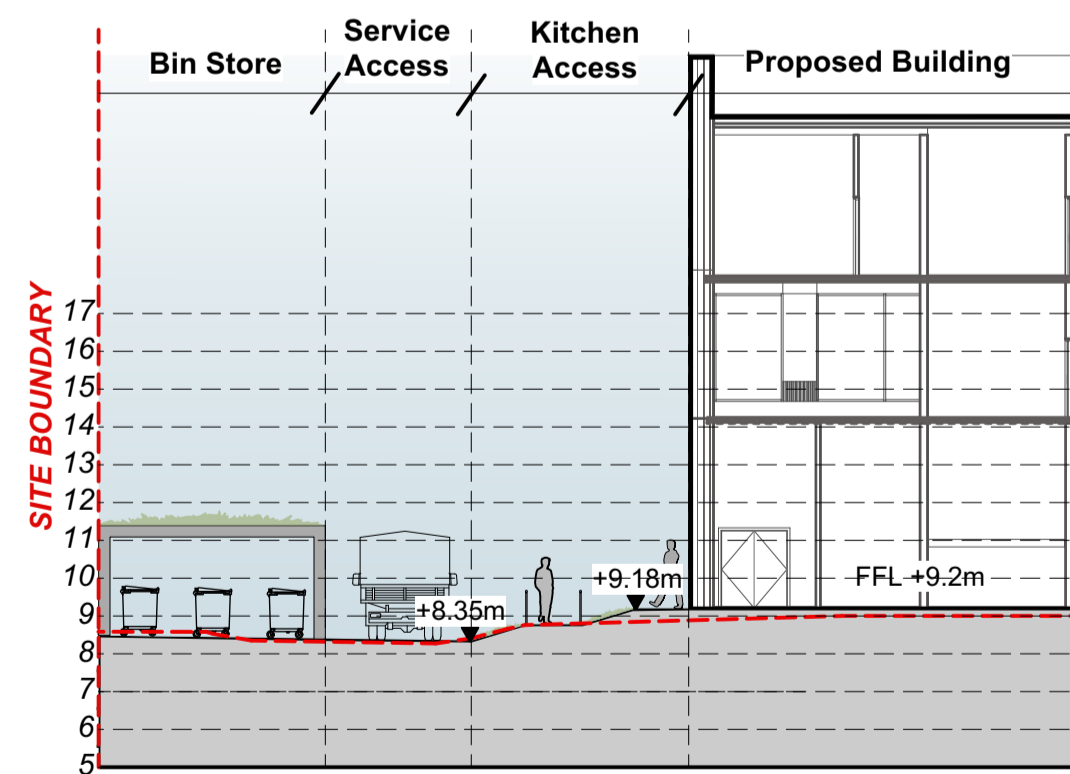 Bin Store
Service
Access
Kitchen
Access
Proposed Building
SITE BOUNDARY
17
16
15
14
13
12
11
10
9
8
7
6
5
+8.35m
+9.18m
FFL +9.2m